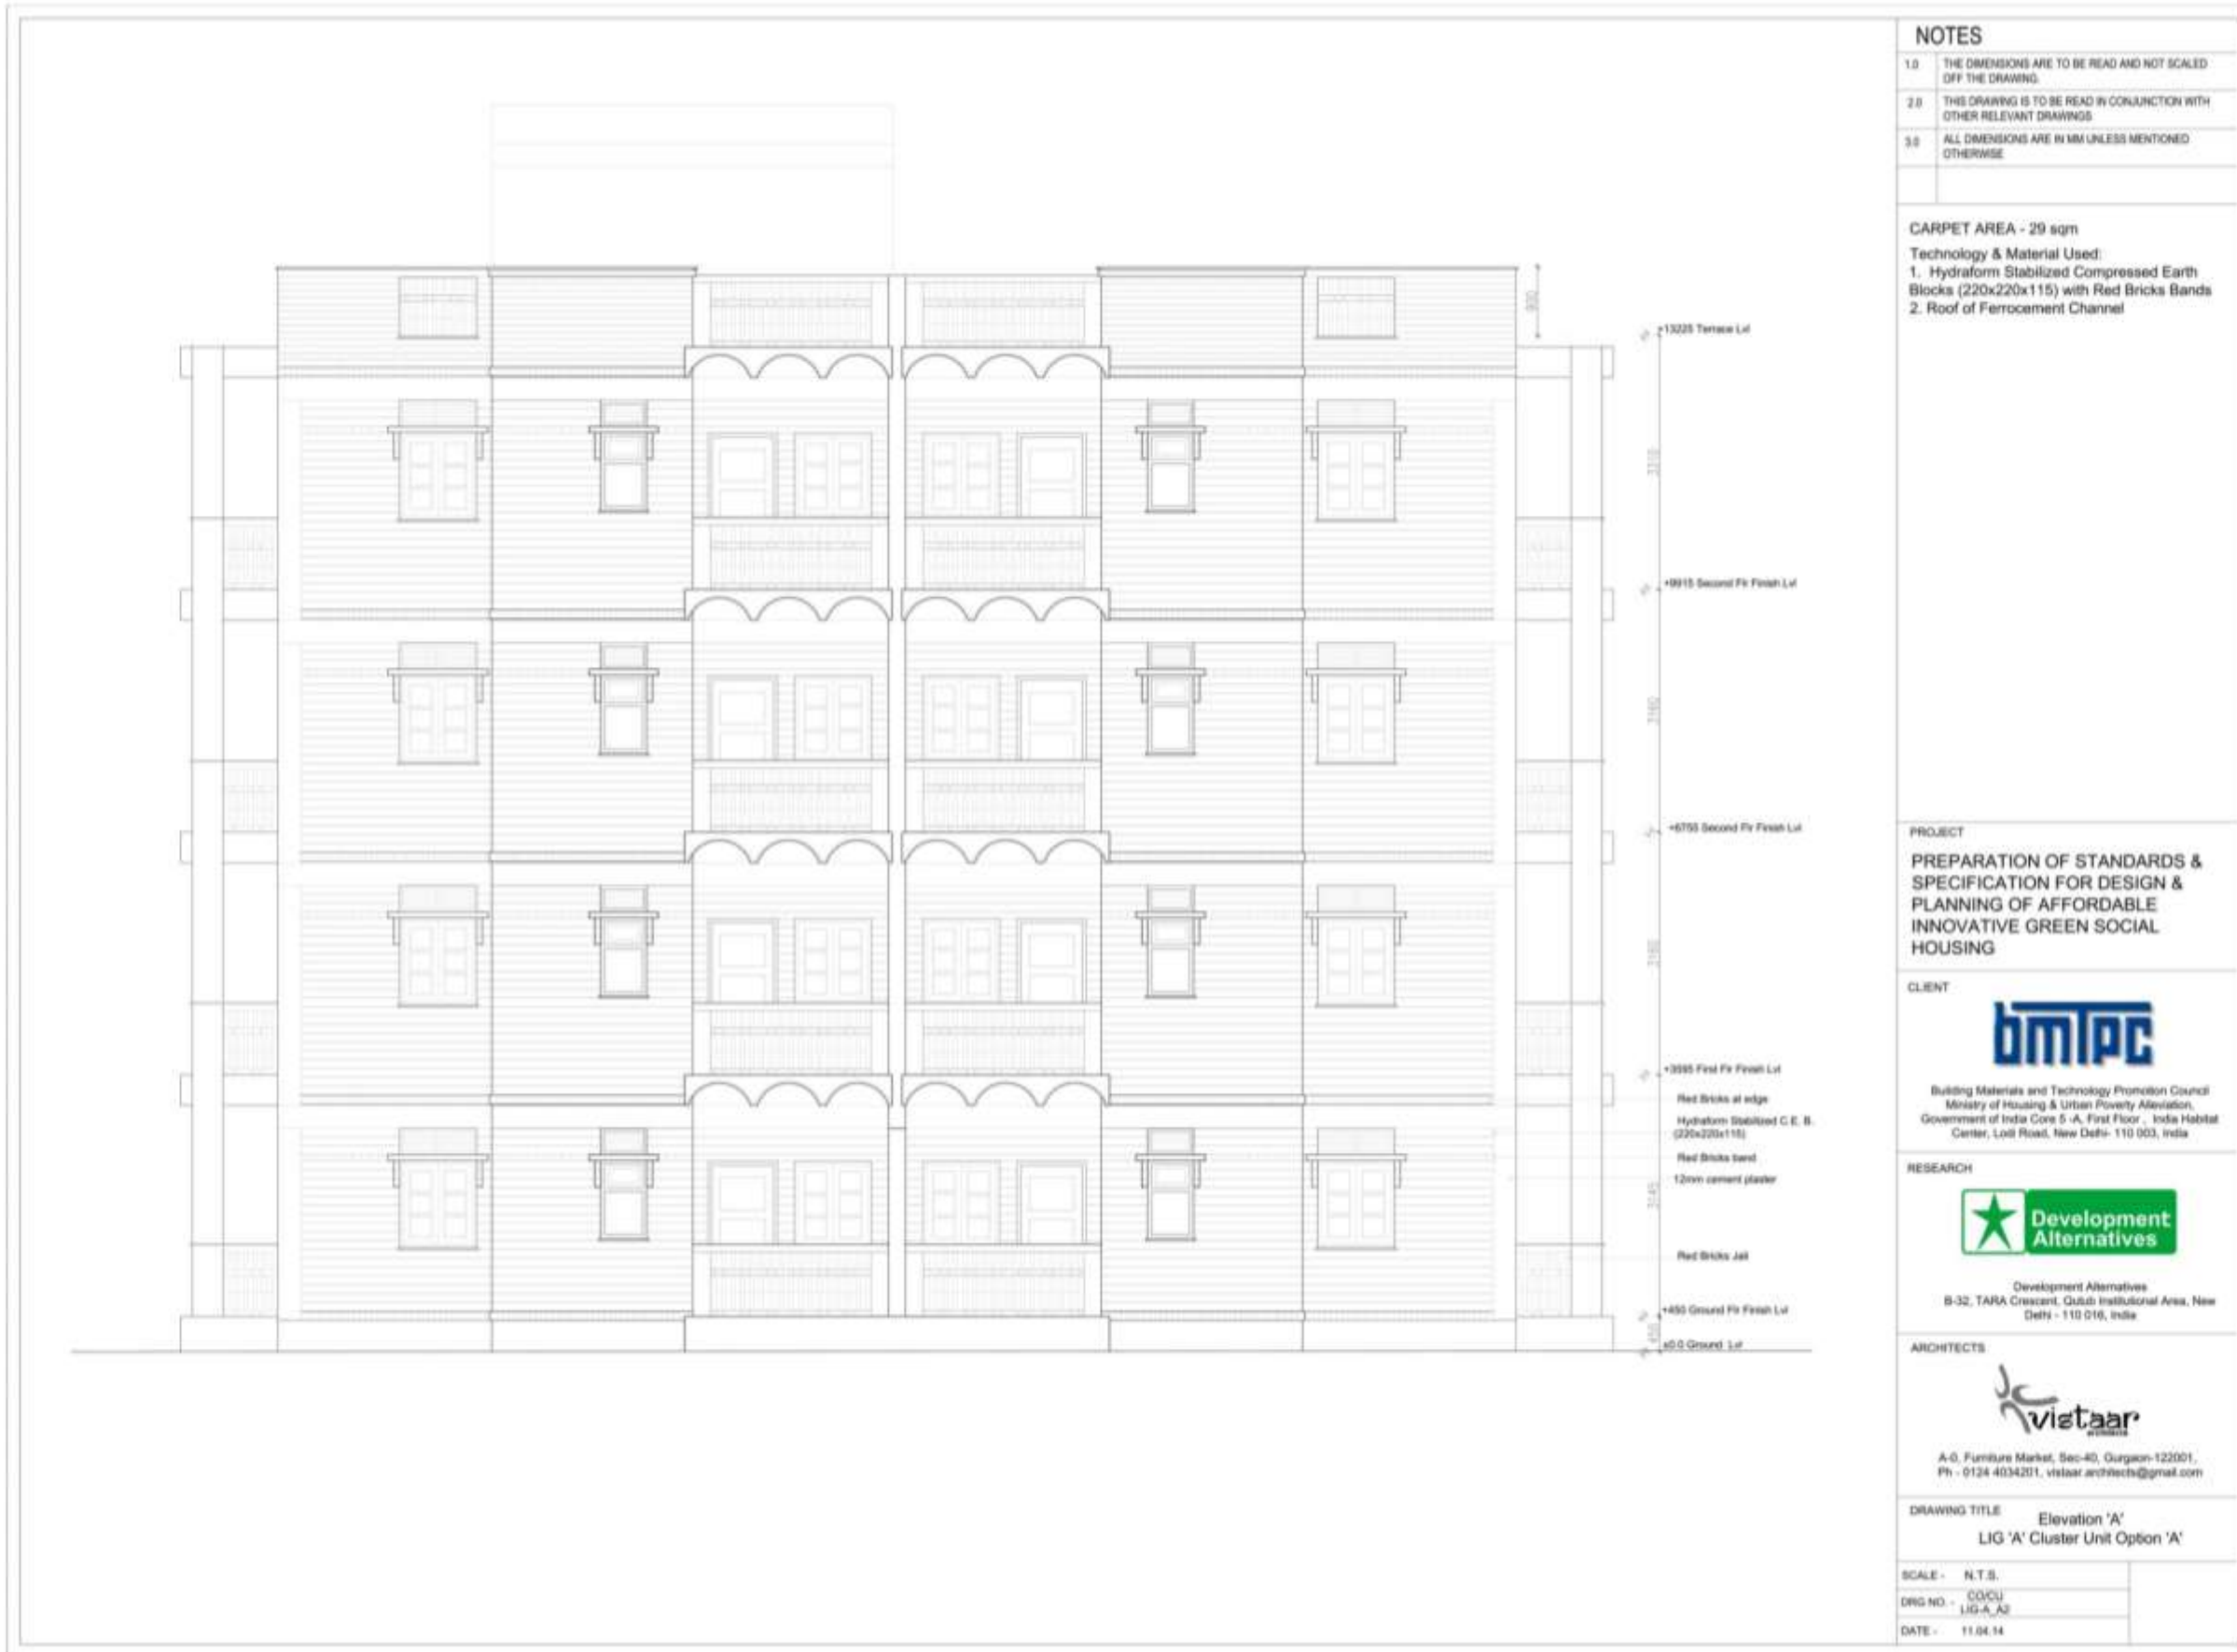 NOTES
1.0 THE DIMENSIONS ARE TO BE READ AND NOT SCALED
OFF THE DRAWING.
2.0 THIS DRAWING IS TO BE READ IN CONJUNCTION WITH
OTHER RELEVANT DRAWINGS
3.0 ALL DIMENSIONS ARE IN MM UNLESS MENTIONED
OTHERWISE
CARPET AREA - 29 sqm
Technology & Material Used:
1. Hydraform Stabilized Compressed Earth
Blocks (220x220x115) with Red Bricks Bands
2. Roof of Ferrocement Channel
900
+13225 Terrace Lvl
3310
+9915 Second Flr Finish Lvl
3160
+6755 Second Flr Finish Lvl
3160
+3595 First Flr Finish Lvl
Red Bricks at edge
Hydraform Stabilized C.E. B.
(220x220x115)
Red Bricks band
12mm cement plaster
3145
Red Bricks Jali
+450 Ground Flr Finish Lvl
450
±0.0 Ground Lvl
PROJECT
PREPARATION OF STANDARDS &
SPECIFICATION FOR DESIGN &
PLANNING OF AFFORDABLE
INNOVATIVE GREEN SOCIAL
HOUSING
CLIENT
bmTPC
Building Materials and Technology Promotion Council
Ministry of Housing & Urban Poverty Alleviation,
Government of India Core 5 -A, First Floor , India Habitat
Center, Lodi Road, New Delhi- 110 003, India
RESEARCH
Development
Alternatives
Development Alternatives
B-32, TARA Crescent, Qutub Institutional Area, New
Delhi - 110 016, India
ARCHITECTS
vistaar
architects
A-0, Furniture Market, Sec-40, Gurgaon-122001,
Ph - 0124 4034201, vistaar.architects@gmail.com
DRAWING TITLE
Elevation 'A'
LIG 'A' Cluster Unit Option 'A'
SCALE - N.T.S.
DRG NO. - CO/CU
LIG-A_A2
DATE - 11.04.14